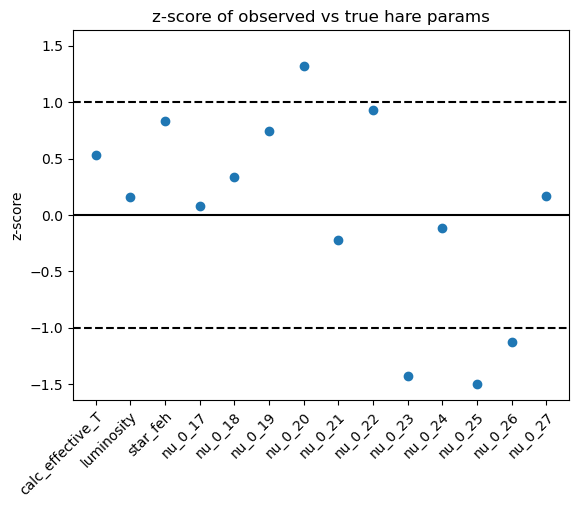 z-score of observed vs true hare params
z-score
1.5
1.0
0.5
0.0
−0.5
−1.0
−1.5
calc_effective_T
luminosity
star_feh
nu_0_17
nu_0_18
nu_0_19
nu_0_20
nu_0_21
nu_0_22
nu_0_23
nu_0_24
nu_0_25
nu_0_26
nu_0_27